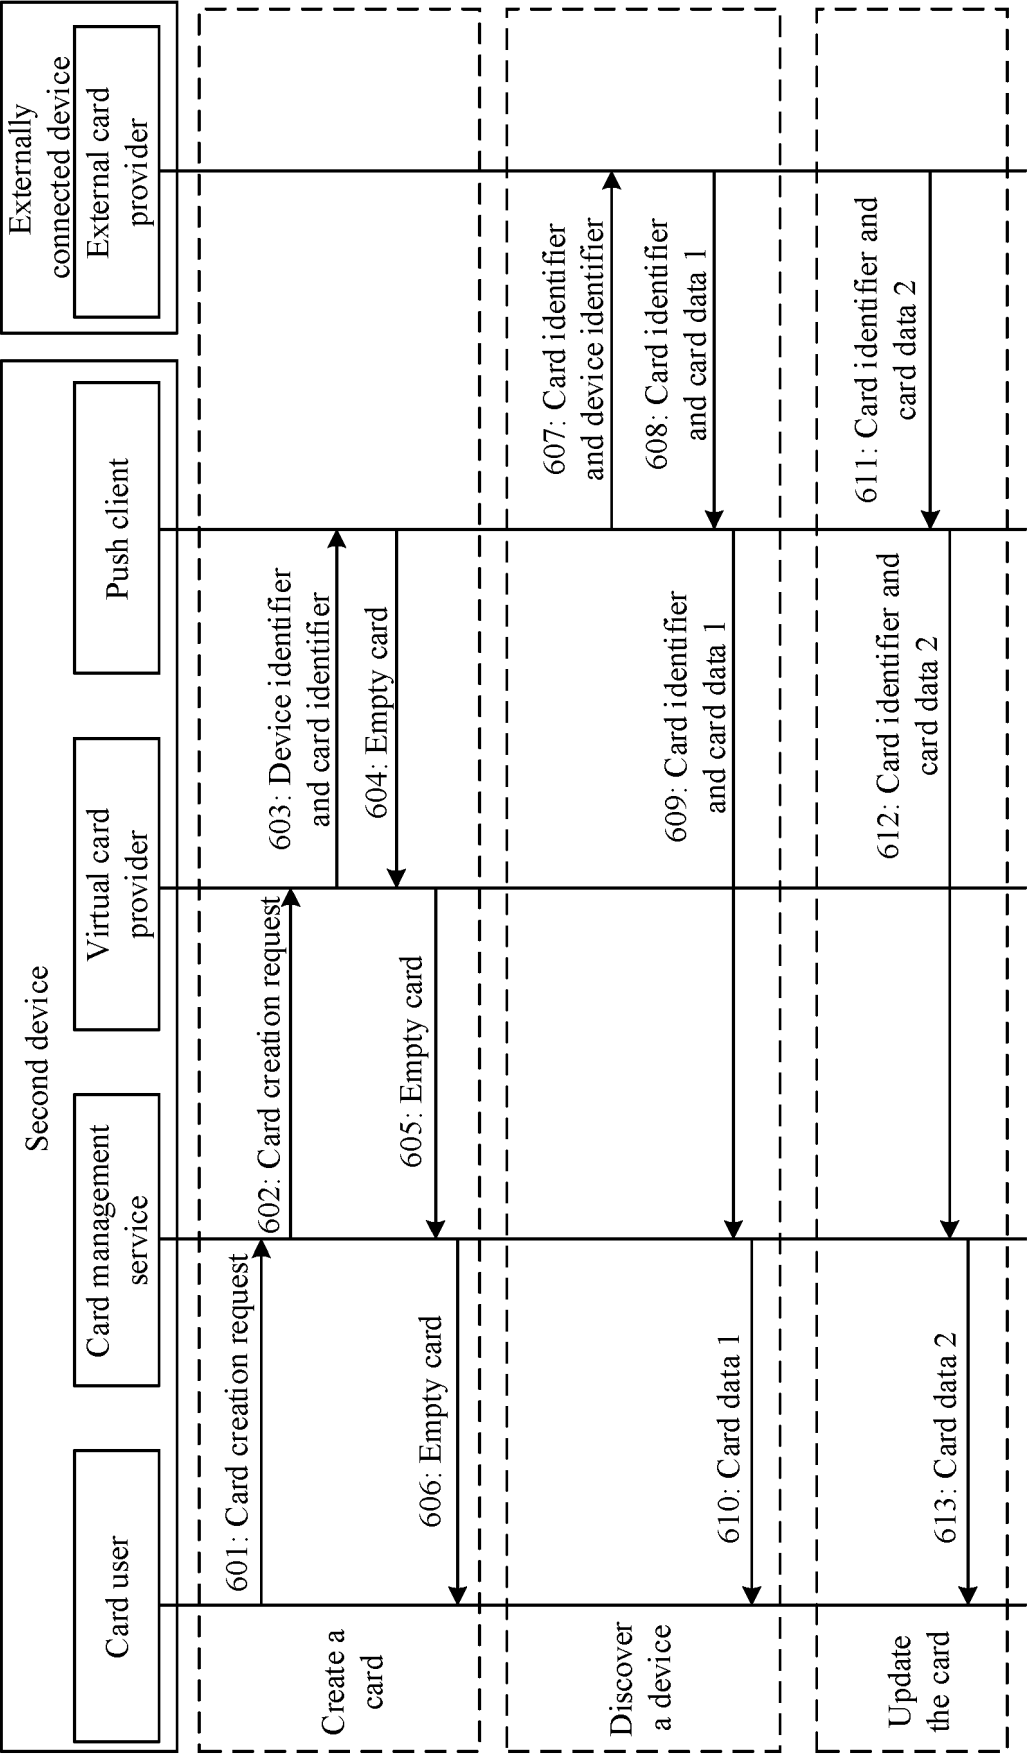 Second device
Externally
connected device
Card user
Card management
service
Virtual card
provider
Push client
External card
provider
Create a
card
601: Card creation request
602: Card creation request
603: Device identifier
and card identifier
604: Empty card
605: Empty card
606: Empty card
Discover
a device
607: Card identifier
and device identifier
608: Card identifier
and card data 1
609: Card identifier
and card data 1
610: Card data 1
Update
the card
611: Card identifier and
card data 2
612: Card identifier and
card data 2
613: Card data 2